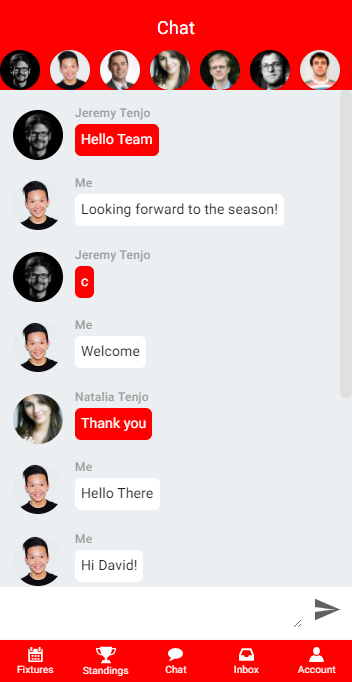 Chat
Jeremy Tenjo
Hello Team
Me
Looking forward to the season!
Jeremy Tenjo
c
Me
Welcome
Natalia Tenjo
Thank you
Me
Hello There
Me
Hi David!
Fixtures Standings Chat Inbox Account